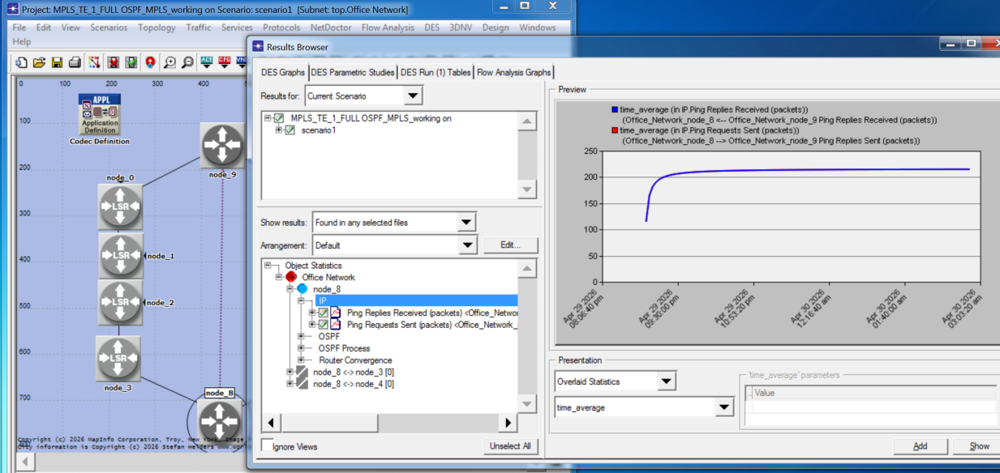 Project: MPLS_TE_1_FULL OSPF_MPLS_working on Scenario: scenario1 [Subnet: top.Office Network]
File Edit View Scenarios Topology Traffic Services Protocols NetDoctor Flow Analysis DES 3DNV Design Windows
Help
ACE CFG
0 100 200 300 400
100
200
300
400
500
600
700
APPL
Application
Definition
Codec Definition
node_9
node_0
LSR
LSR
node_1
LSR
node_2
LSR
node_3
node_8
Copyright (c) 2026 MapInfo Corporation, Troy, New York. Image
City information is Copyright (c) 2026 Stefan Helders
Results Browser
DES Graphs DES Parametric Studies DES Run (1) Tables Flow Analysis Graphs
Results for: Current Scenario
MPLS_TE_1_FULL OSPF_MPLS_working on
scenario1
Show results: Found in any selected files
Arrangement: Default Edit...
Object Statistics
Office Network
node_8
IP
Ping Replies Received (packets) <Office_Networ
Ping Requests Sent (packets) <Office_Network_
OSPF
OSPF Process
Router Convergence
node_8 <-> node_3 [0]
node_8 <-> node_4 [0]
Ignore Views Unselect All
Preview
time_average (in IP.Ping Replies Received (packets))
(Office_Network_node_8 <-- Office_Network_node_9 Ping Replies Received (packets))
time_average (in IP.Ping Requests Sent (packets))
(Office_Network_node_8 --> Office_Network_node_9 Ping Replies Sent (packets))
250
200
150
100
50
0
Apr 29 2026
08:06:40 pm
Apr 29 2026
09:30:00 pm
Apr 29 2026
10:53:20 pm
Apr 30 2026
12:16:40 am
Apr 30 2026
01:40:00 am
Apr 30 2026
03:03:20 am
Presentation
Overlaid Statistics
time_average
'time_average' parameters
Value
Add Show